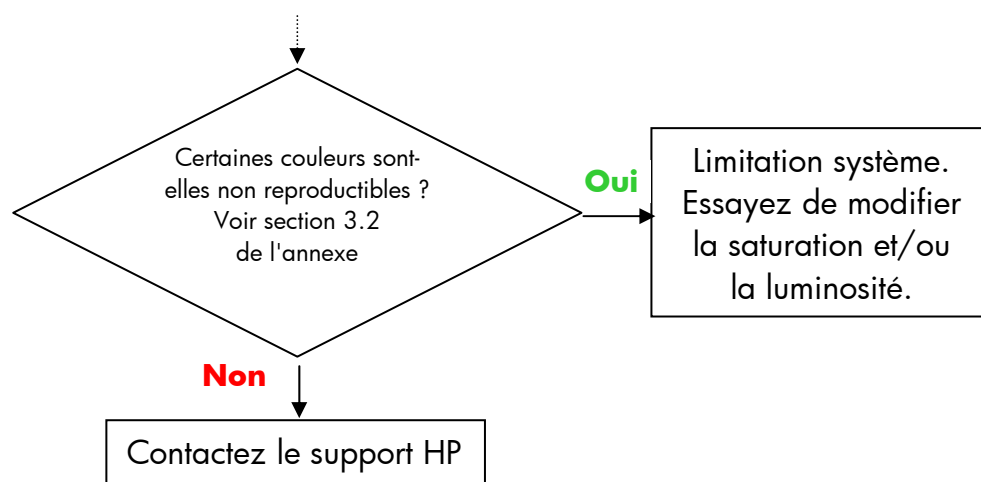 Certaines couleurs sont-
elles non reproductibles ?
Voir section 3.2
de l'annexe
Oui
Limitation système.
Essayez de modifier
la saturation et/ou
la luminosité.
Non
Contactez le support HP